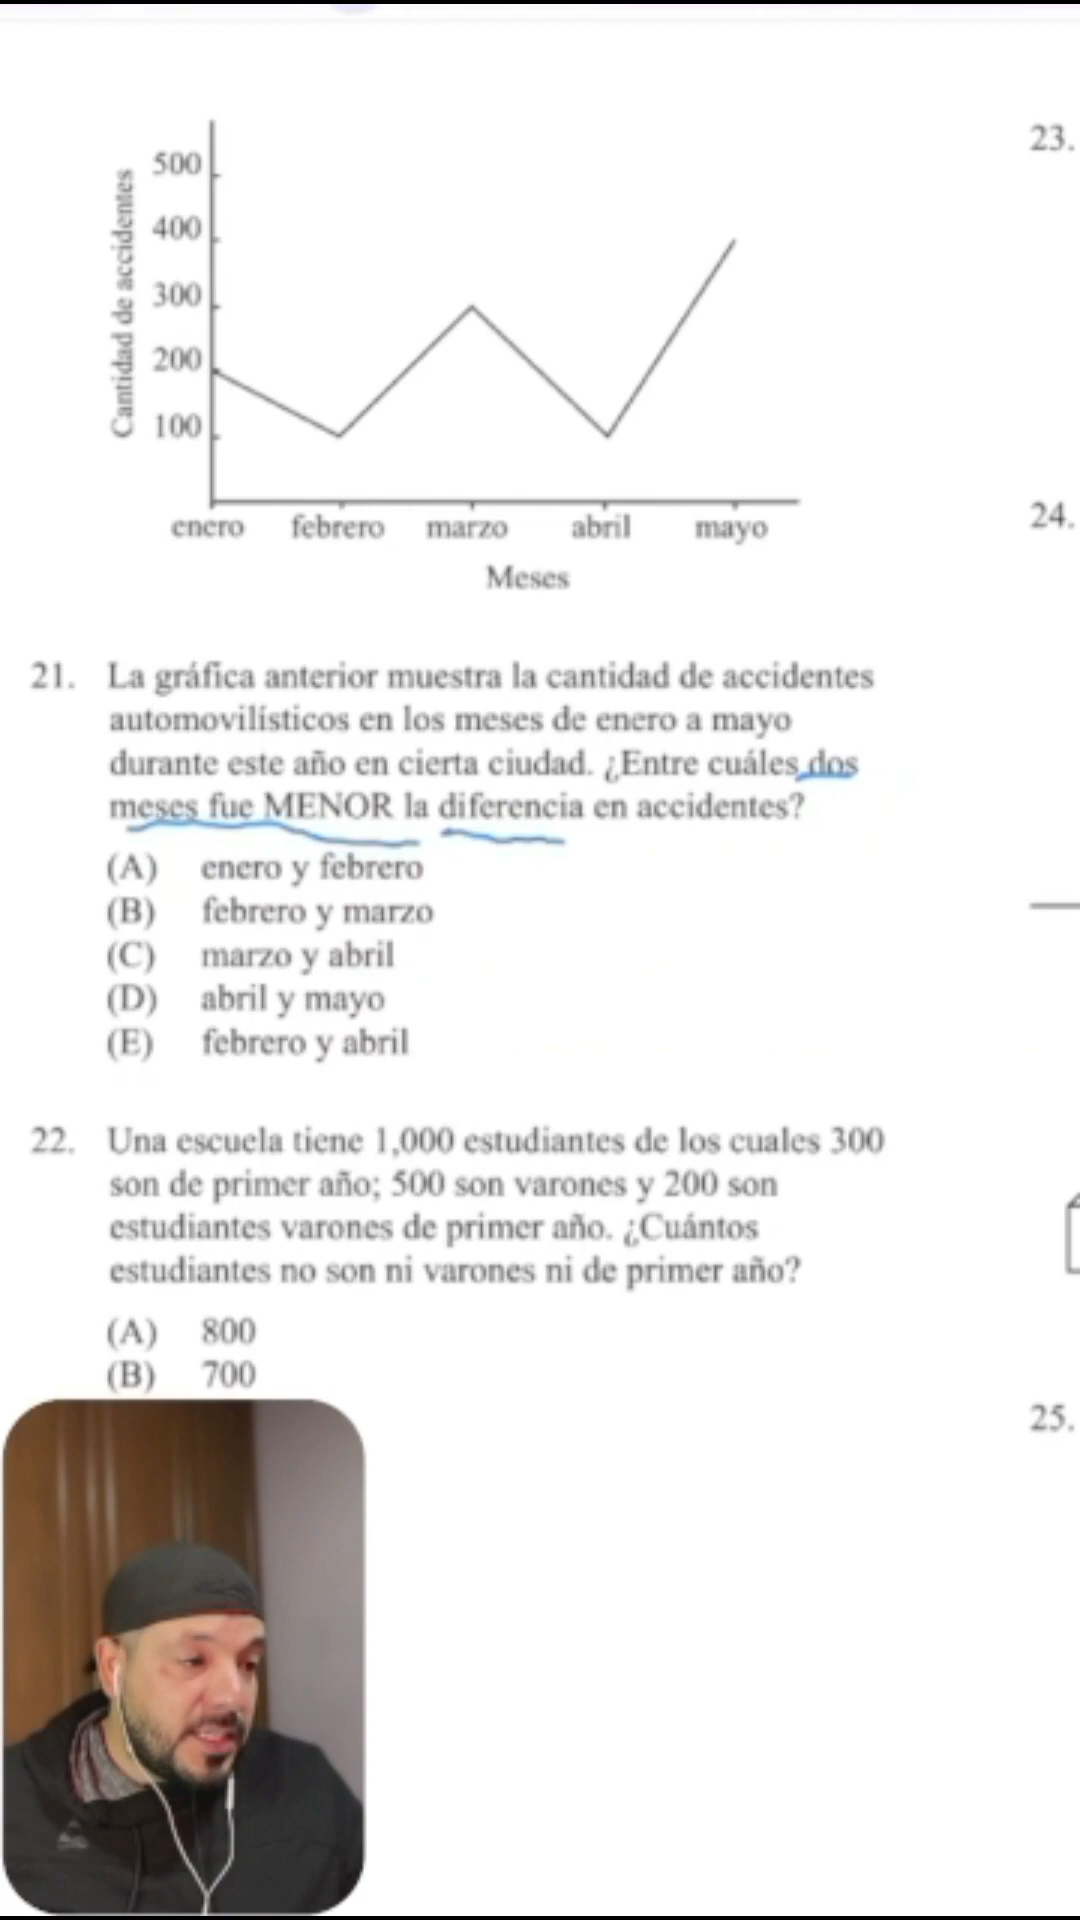 500
400
300
200
100
Cantidad de accidentes
enero febrero marzo abril mayo
Meses
21. La gráfica anterior muestra la cantidad de accidentes
automovilísticos en los meses de enero a mayo
durante este año en cierta ciudad. ¿Entre cuáles dos
meses fue MENOR la diferencia en accidentes?
(A) enero y febrero
(B) febrero y marzo
(C) marzo y abril
(D) abril y mayo
(E) febrero y abril
22. Una escuela tiene 1,000 estudiantes de los cuales 300
son de primer año; 500 son varones y 200 son
estudiantes varones de primer año. ¿Cuántos
estudiantes no son ni varones ni de primer año?
(A) 800
(B) 700
23.
24.
25.